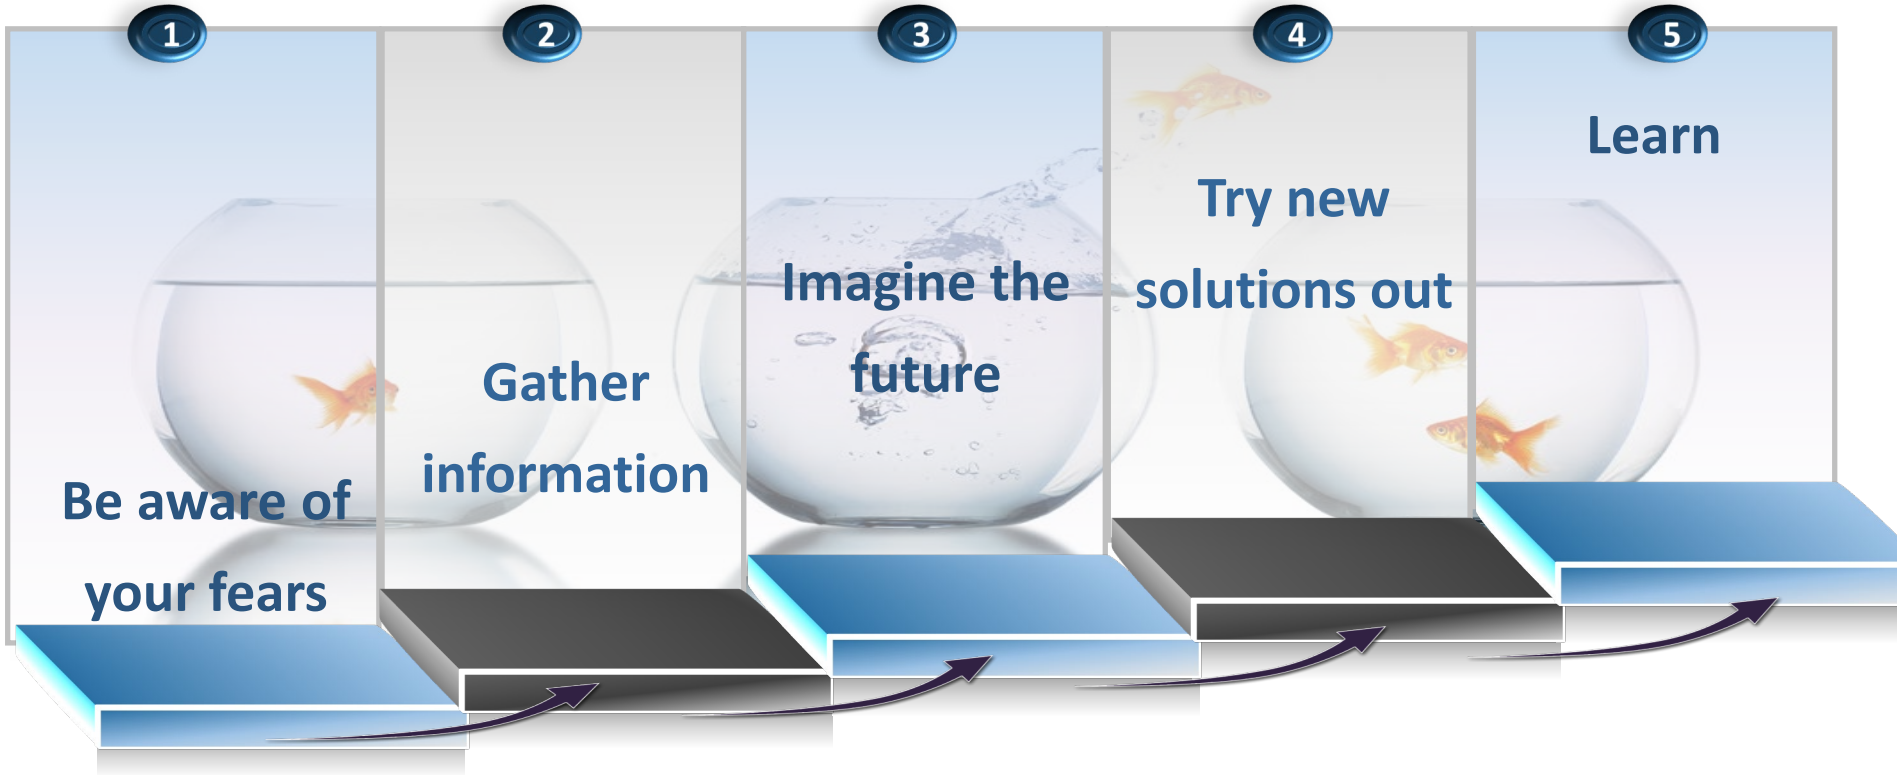 1
Be aware of
your fears
2
Gather
information
3
Imagine the
future
4
Try new
solutions out
5
Learn